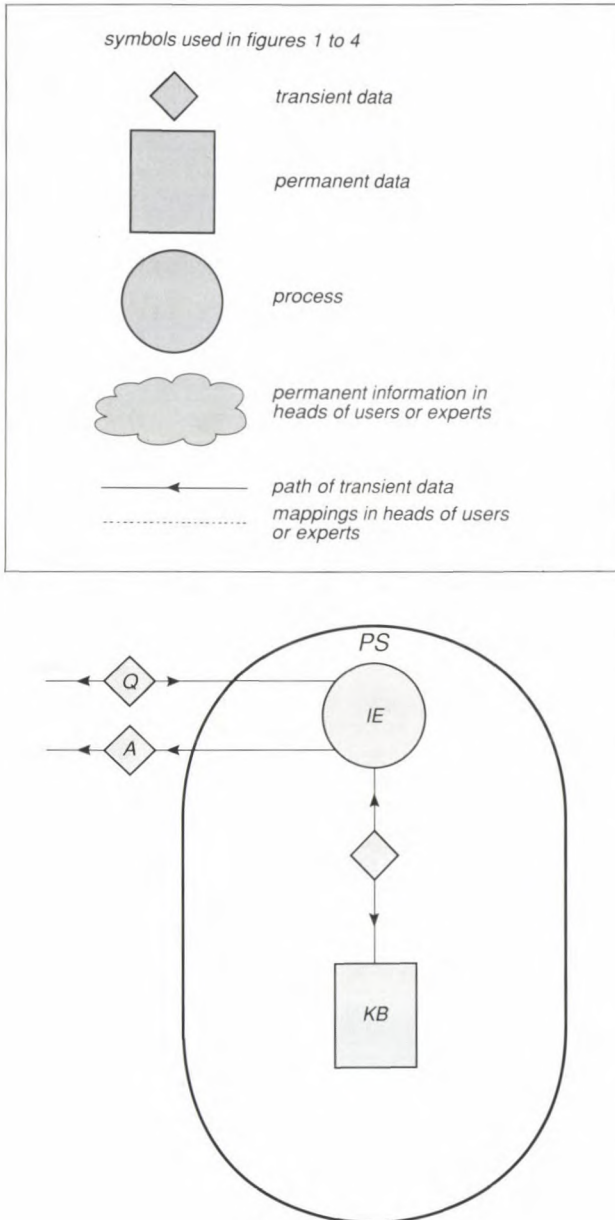 symbols used in figures 1 to 4
transient data
permanent data
process
permanent information in
heads of users or experts
path of transient data
mappings in heads of users
or experts
PS
Q
IE
A
KB